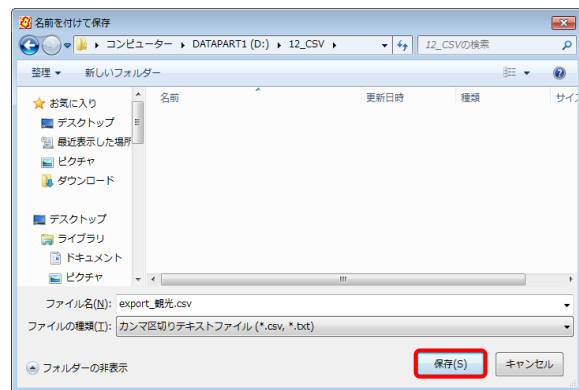 名前を付けて保存
コンピューター ▸ DATAPART1 (D:) ▸ 12_CSV ▸
12_CSVの検索
整理 ▼ 新しいフォルダー
名前 更新日時 種類 サイズ
お気に入り
デスクトップ
最近表示した場所
ピクチャ
ダウンロード
デスクトップ
ライブラリ
ドキュメント
ピクチャ
ファイル名(N): export_観光.csv
ファイルの種類(T): カンマ区切りテキストファイル (*.csv, *.txt)
フォルダーの非表示
保存(S) キャンセル